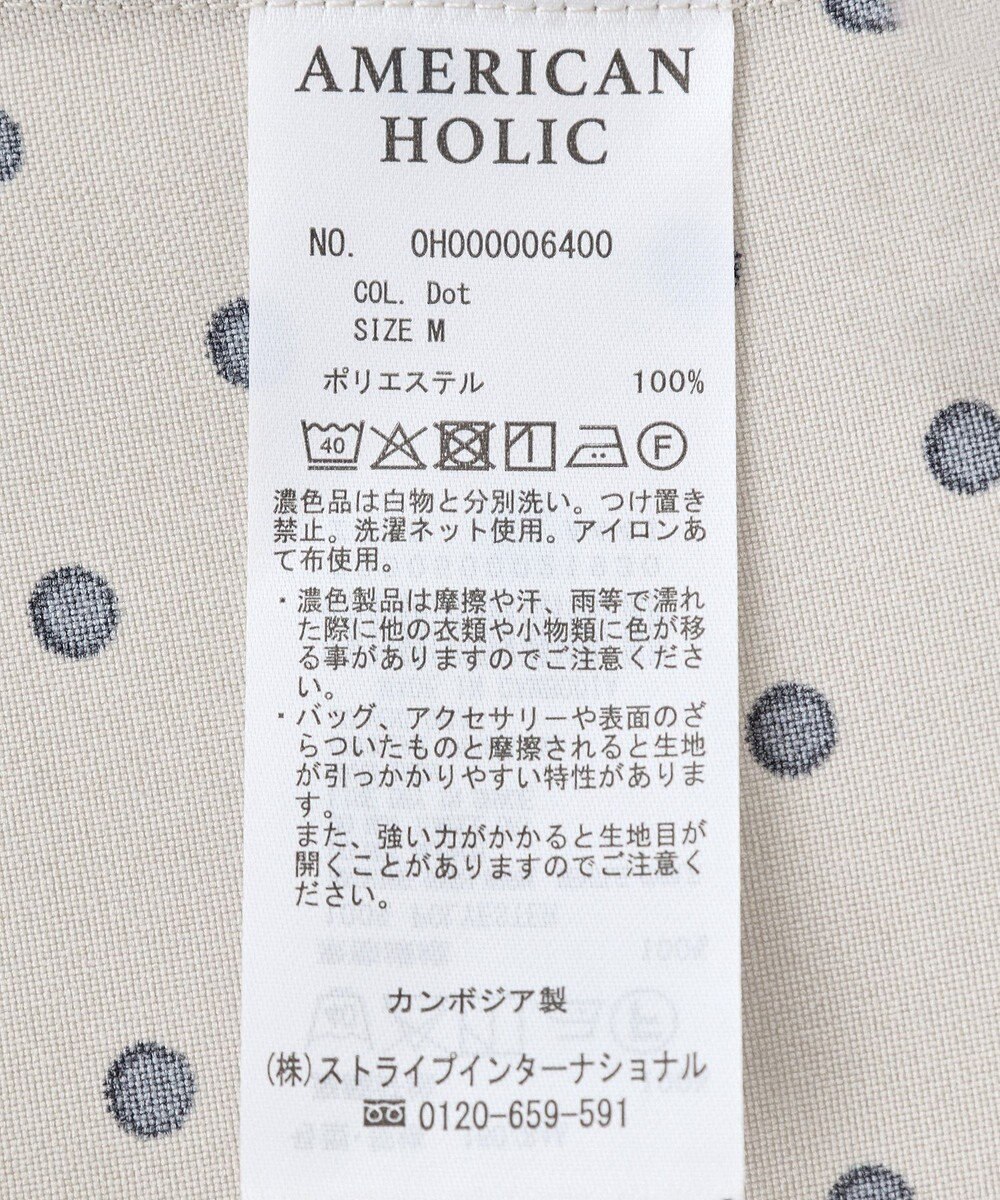 AMERICAN
HOLIC
NO. 0H000006400
COL. Dot
SIZE M
ポリエステル 100%
40 F
濃色品は白物と分別洗い。つけ置き
禁止。洗濯ネット使用。アイロンあ
て布使用。
・濃色製品は摩擦や汗、雨等で濡れ
た際に他の衣類や小物類に色が移
る事がありますのでご注意くださ
い。
・バッグ、アクセサリーや表面のざ
らついたものと摩擦されると生地
が引っかかりやすい特性がありま
す。
また、強い力がかかると生地目が
開くことがありますのでご注意く
ださい。
カンボジア製
(株)ストライプインターナショナル
0120-659-591